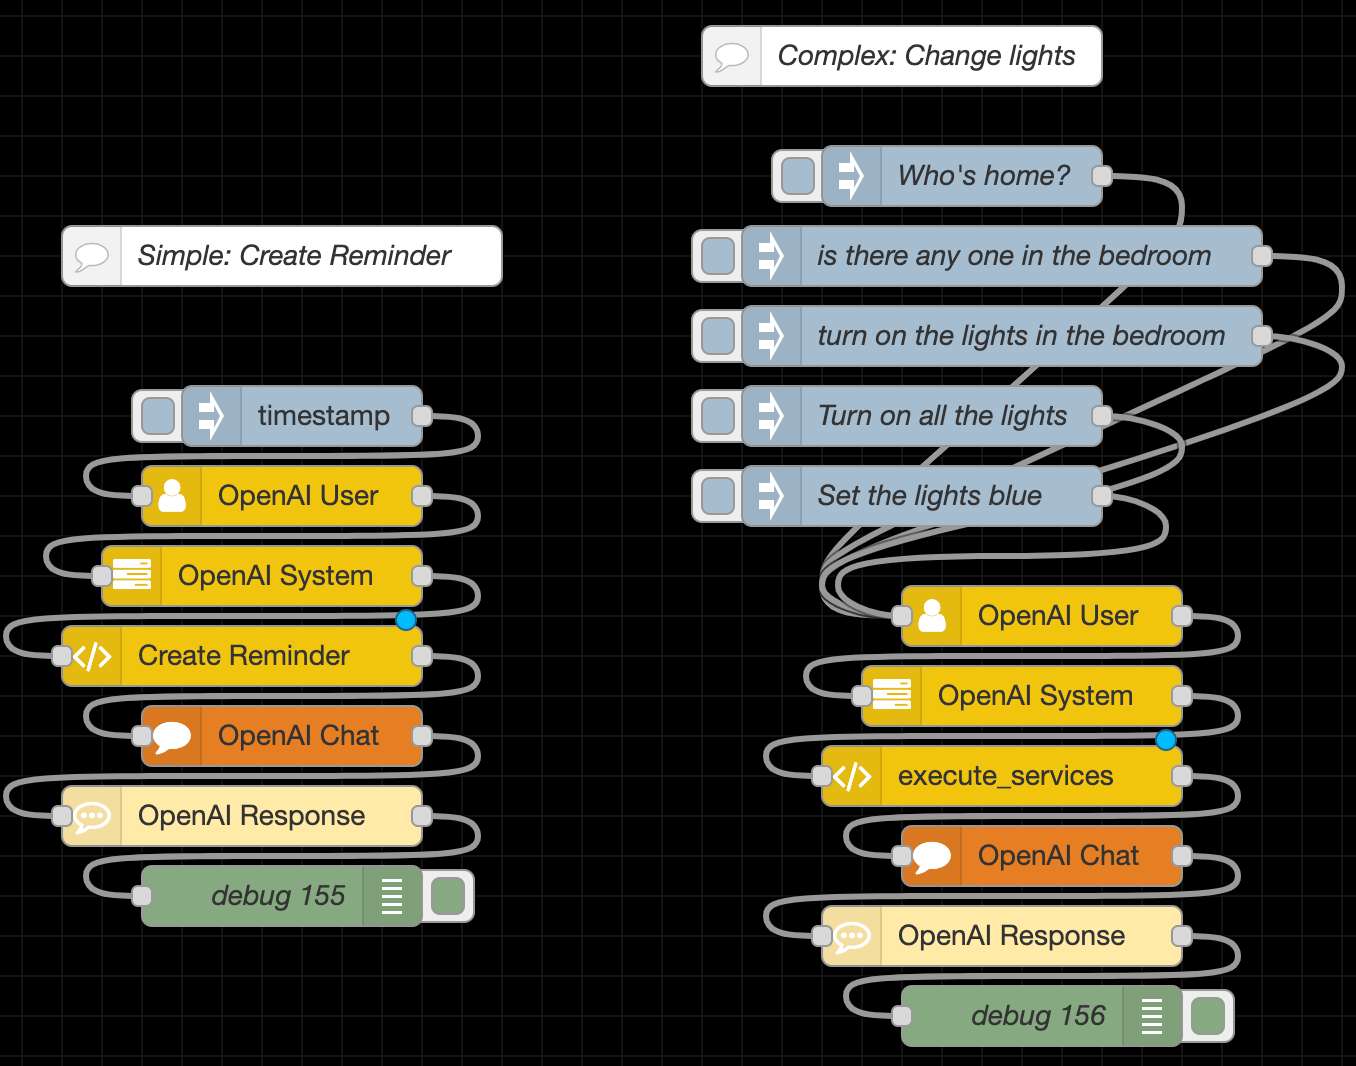 Complex: Change lights
Who's home?
Simple: Create Reminder
is there any one in the bedroom
turn on the lights in the bedroom
timestamp
Turn on all the lights
OpenAI User
Set the lights blue
OpenAI System
OpenAI User
Create Reminder
OpenAI System
OpenAI Chat
execute_services
OpenAI Response
OpenAI Chat
debug 155
OpenAI Response
debug 156